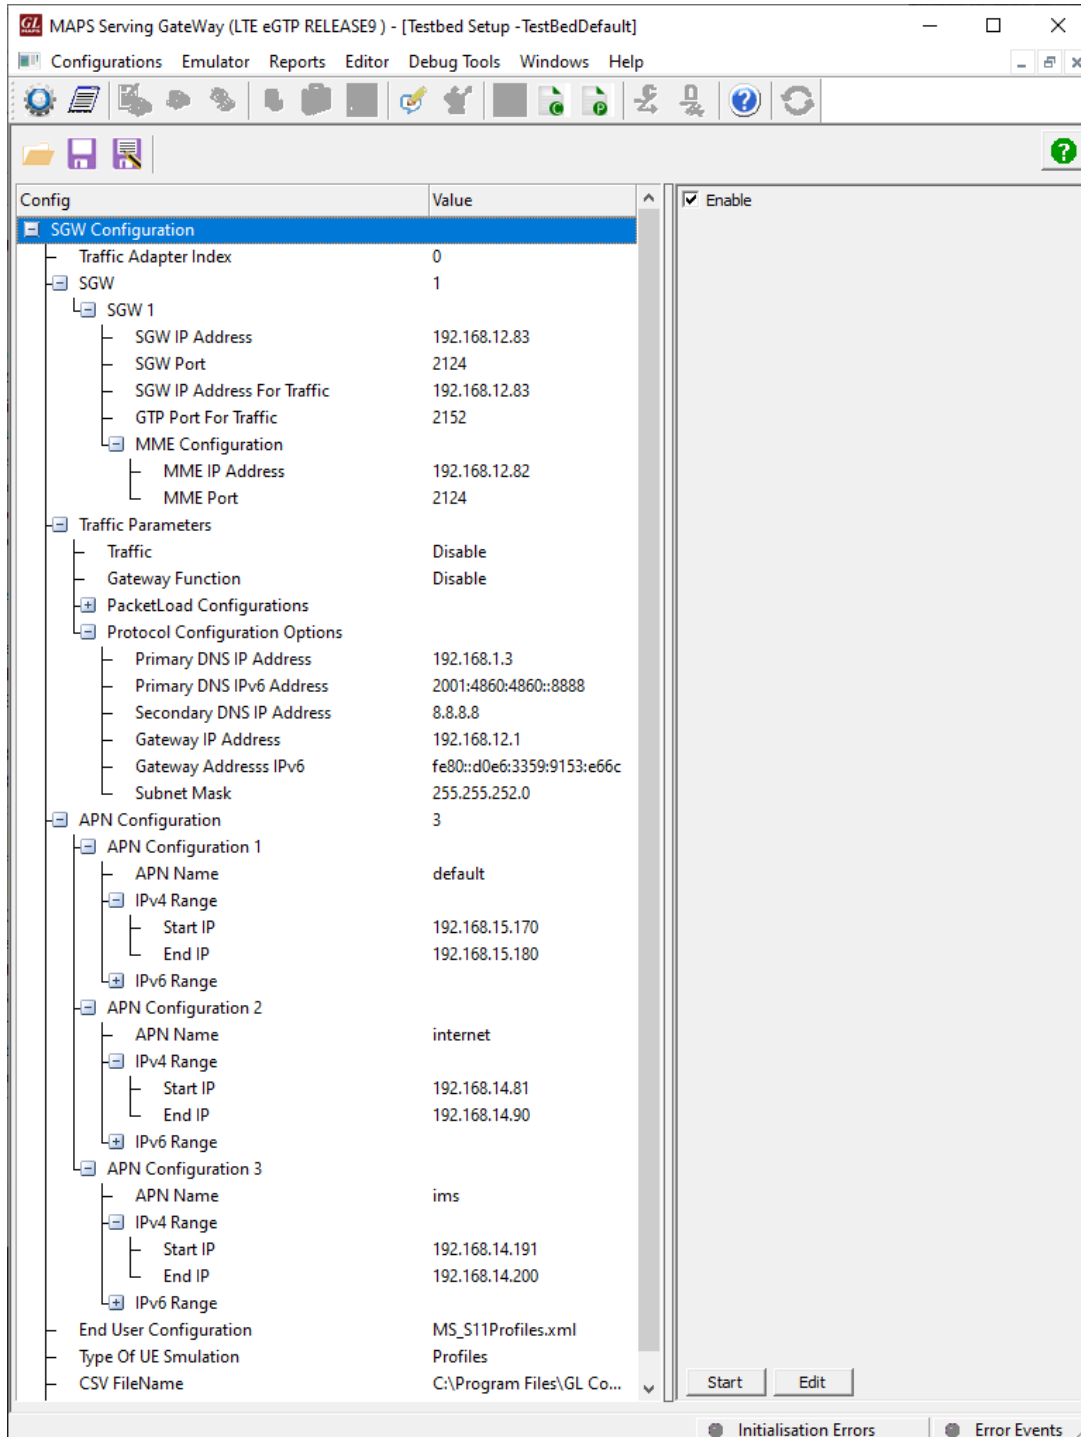 GL MAPS MAPS Serving GateWay (LTE eGTP RELEASE9 ) - [Testbed Setup -TestBedDefault]
Configurations Emulator Reports Editor Debug Tools Windows Help
Config Value
Enable
SGW Configuration
Traffic Adapter Index 0
SGW 1
SGW 1
SGW IP Address 192.168.12.83
SGW Port 2124
SGW IP Address For Traffic 192.168.12.83
GTP Port For Traffic 2152
MME Configuration
MME IP Address 192.168.12.82
MME Port 2124
Traffic Parameters
Traffic Disable
Gateway Function Disable
PacketLoad Configurations
Protocol Configuration Options
Primary DNS IP Address 192.168.1.3
Primary DNS IPv6 Address 2001:4860:4860::8888
Secondary DNS IP Address 8.8.8.8
Gateway IP Address 192.168.12.1
Gateway Addresss IPv6 fe80::d0e6:3359:9153:e66c
Subnet Mask 255.255.252.0
APN Configuration 3
APN Configuration 1
APN Name default
IPv4 Range
Start IP 192.168.15.170
End IP 192.168.15.180
IPv6 Range
APN Configuration 2
APN Name internet
IPv4 Range
Start IP 192.168.14.81
End IP 192.168.14.90
IPv6 Range
APN Configuration 3
APN Name ims
IPv4 Range
Start IP 192.168.14.191
End IP 192.168.14.200
IPv6 Range
End User Configuration MS_S11Profiles.xml
Type Of UE Smulation Profiles
CSV FileName C:\Program Files\GL Co...
Start Edit
Initialisation Errors Error Events